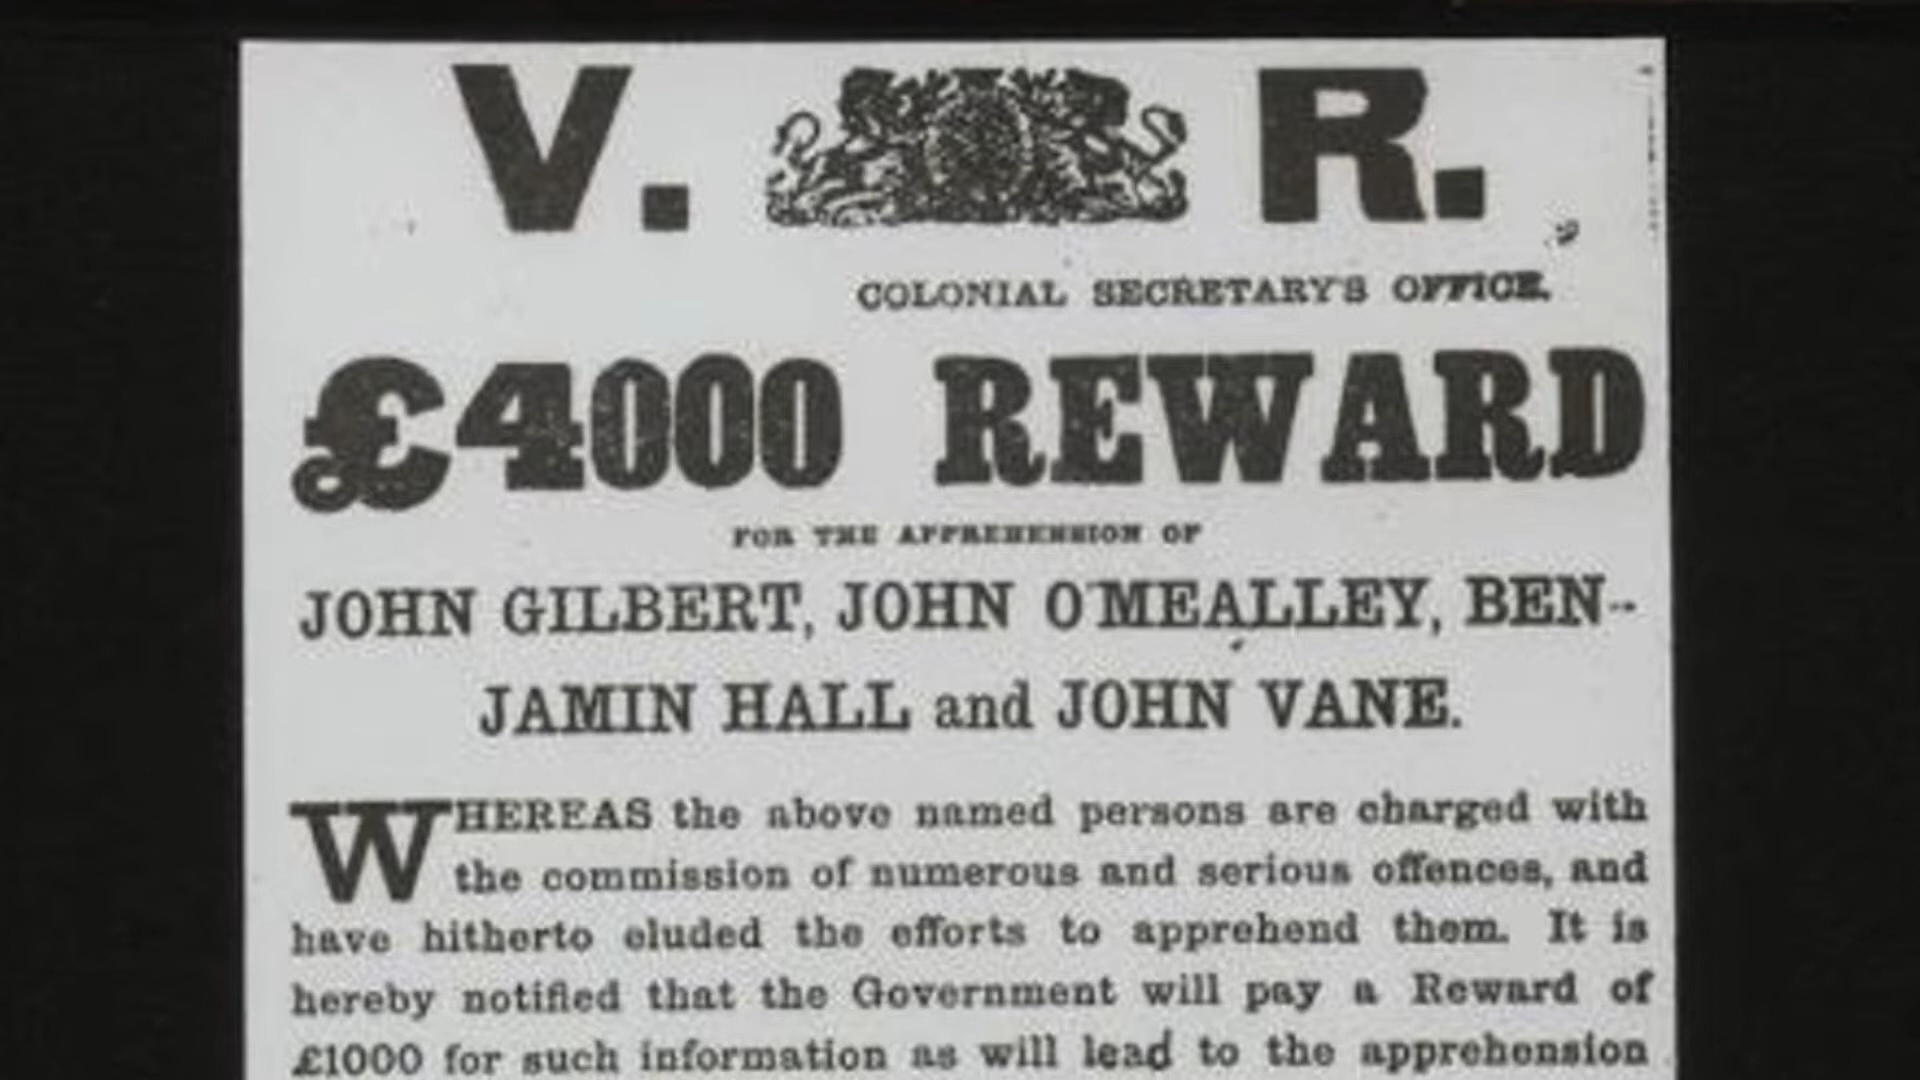 V. R.
COLONIAL SECRETARY'S OFFICE.
£4000 REWARD
FOR THE APPREHENSION OF
JOHN GILBERT, JOHN O'MEALLEY, BEN-
JAMIN HALL and JOHN VANE.
WHEREAS the above named persons are charged with
the commission of numerous and serious offences, and
have hitherto eluded the efforts to apprehend them. It is
hereby notified that the Government will pay a Reward of
£1000 for such information as will lead to the apprehension